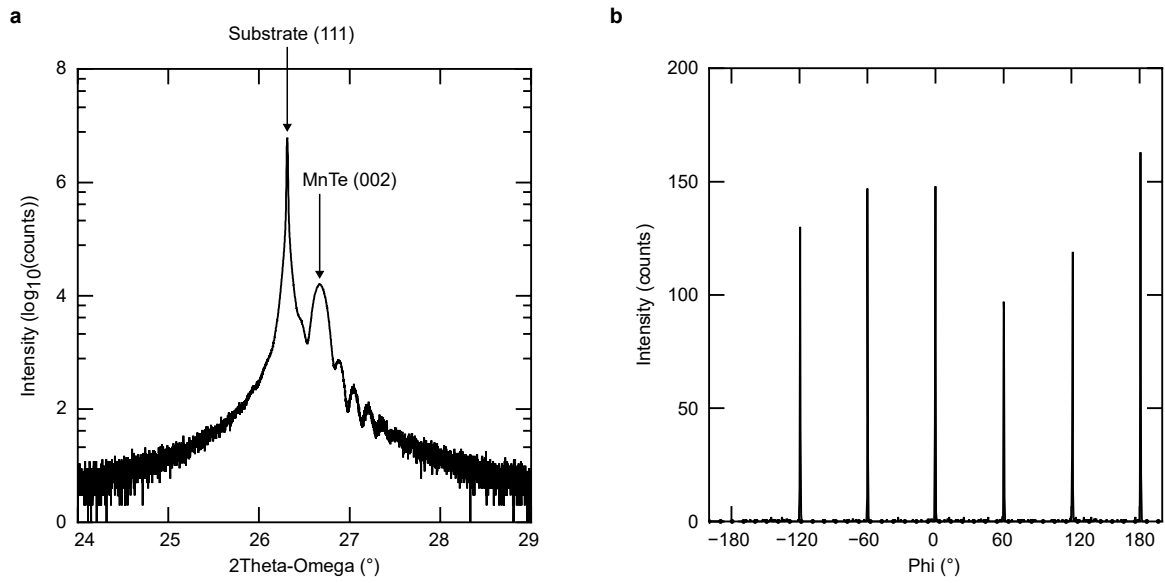 a
Substrate (111)
MnTe (002)
8
6
4
2
0
24 25 26 27 28 29
2Theta-Omega (°)
Intensity (log10(counts))
b
200
150
100
50
0
−180 −120 −60 0 60 120 180
Phi (°)
Intensity (counts)